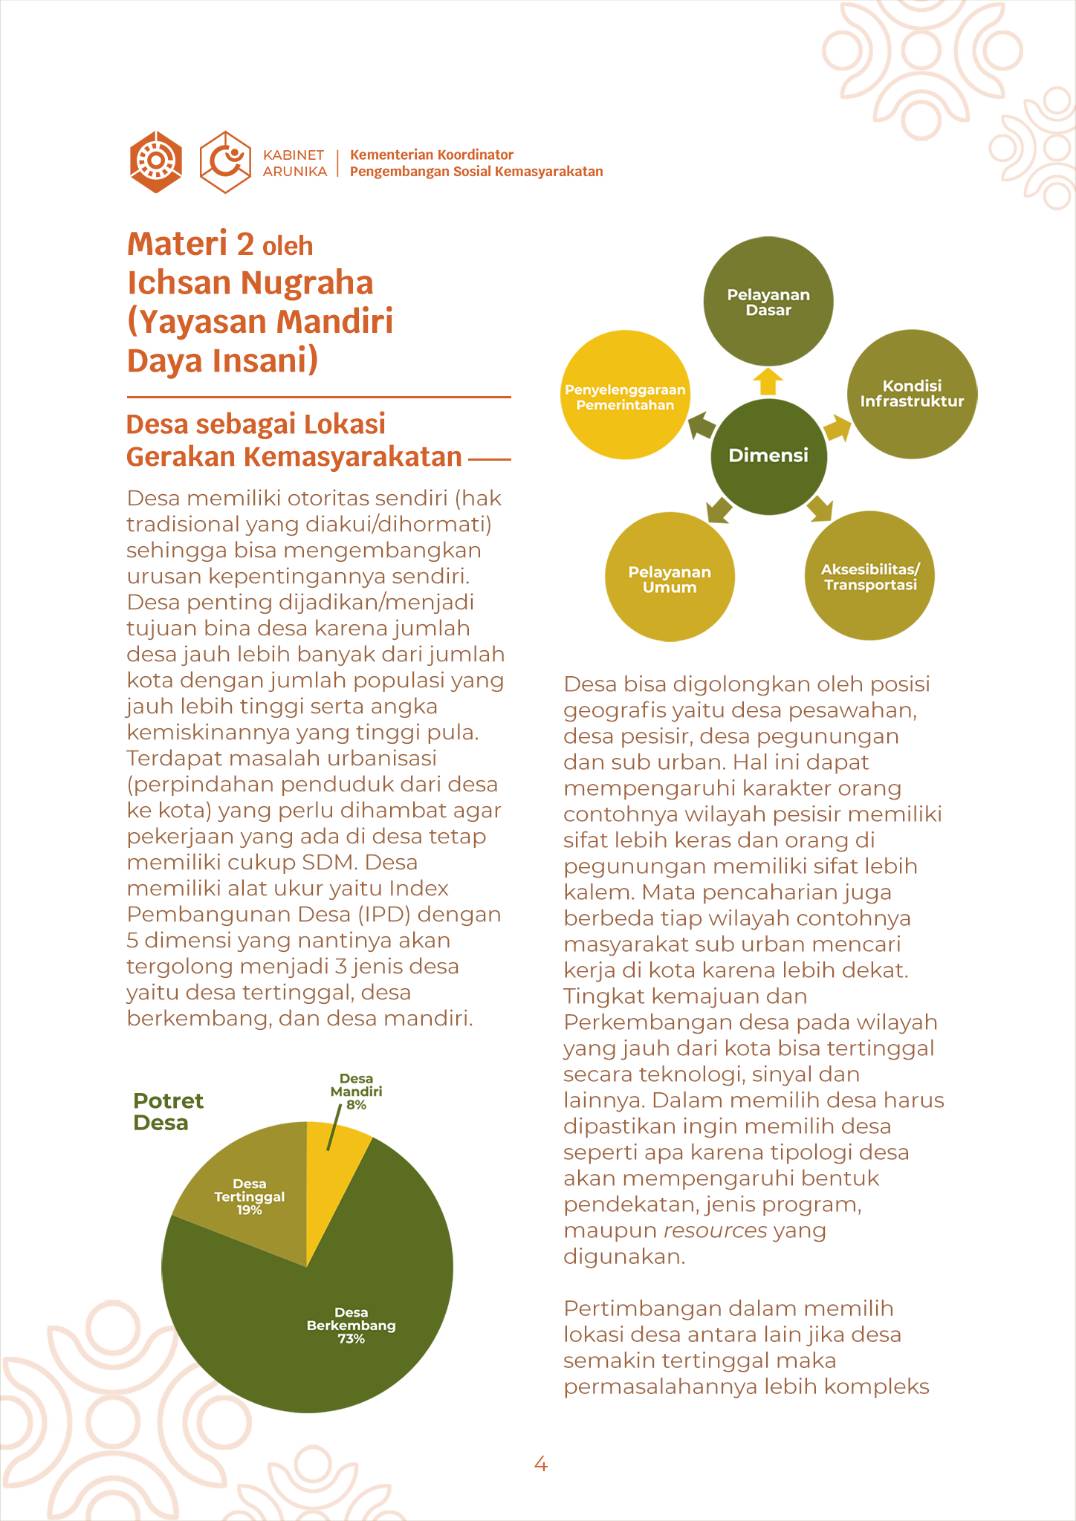 KABINET
ARUNIKA
Kementerian Koordinator
Pengembangan Sosial Kemasyarakatan
Materi 2 oleh
Ichsan Nugraha
(Yayasan Mandiri
Daya Insani)
Desa sebagai Lokasi
Gerakan Kemasyarakatan
Desa memiliki otoritas sendiri (hak
tradisional yang diakui/dihormati)
sehingga bisa mengembangkan
urusan kepentingannya sendiri.
Desa penting dijadikan/menjadi
tujuan bina desa karena jumlah
desa jauh lebih banyak dari jumlah
kota dengan jumlah populasi yang
jauh lebih tinggi serta angka
kemiskinannya yang tinggi pula.
Terdapat masalah urbanisasi
(perpindahan penduduk dari desa
ke kota) yang perlu dihambat agar
pekerjaan yang ada di desa tetap
memiliki cukup SDM. Desa
memiliki alat ukur yaitu Index
Pembangunan Desa (IPD) dengan
5 dimensi yang nantinya akan
tergolong menjadi 3 jenis desa
yaitu desa tertinggal, desa
berkembang, dan desa mandiri.
Potret
Desa
Desa
Mandiri
8%
Desa
Tertinggal
19%
Desa
Berkembang
73%
Pelayanan
Dasar
Penyelenggaraan
Pemerintahan
Kondisi
Infrastruktur
Dimensi
Pelayanan
Umum
Aksesibilitas/
Transportasi
Desa bisa digolongkan oleh posisi
geografis yaitu desa pesawahan,
desa pesisir, desa pegunungan
dan sub urban. Hal ini dapat
mempengaruhi karakter orang
contohnya wilayah pesisir memiliki
sifat lebih keras dan orang di
pegunungan memiliki sifat lebih
kalem. Mata pencaharian juga
berbeda tiap wilayah contohnya
masyarakat sub urban mencari
kerja di kota karena lebih dekat.
Tingkat kemajuan dan
Perkembangan desa pada wilayah
yang jauh dari kota bisa tertinggal
secara teknologi, sinyal dan
lainnya. Dalam memilih desa harus
dipastikan ingin memilih desa
seperti apa karena tipologi desa
akan mempengaruhi bentuk
pendekatan, jenis program,
maupun resources yang
digunakan.
Pertimbangan dalam memilih
lokasi desa antara lain jika desa
semakin tertinggal maka
permasalahannya lebih kompleks
4